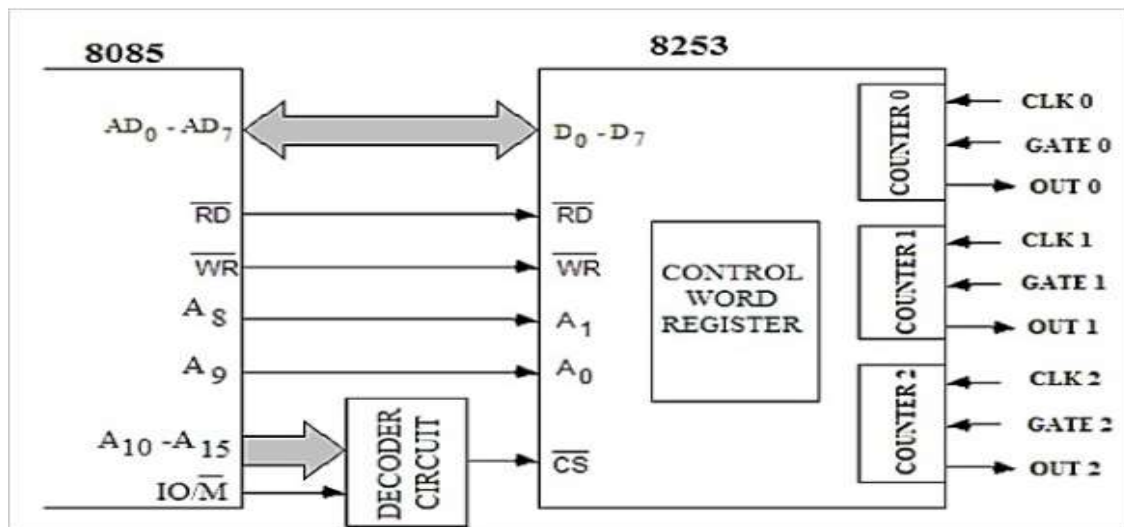 8085
8253
AD0 - AD7
D0 - D7
RD
RD
WR
WR
A8
A1
A9
A0
A10 -A15
IO/M
DECODER
CIRCUIT
CS
CONTROL
WORD
REGISTER
COUNTER 0
CLK 0
GATE 0
OUT 0
COUNTER 1
CLK 1
GATE 1
OUT 1
COUNTER 2
CLK 2
GATE 2
OUT 2